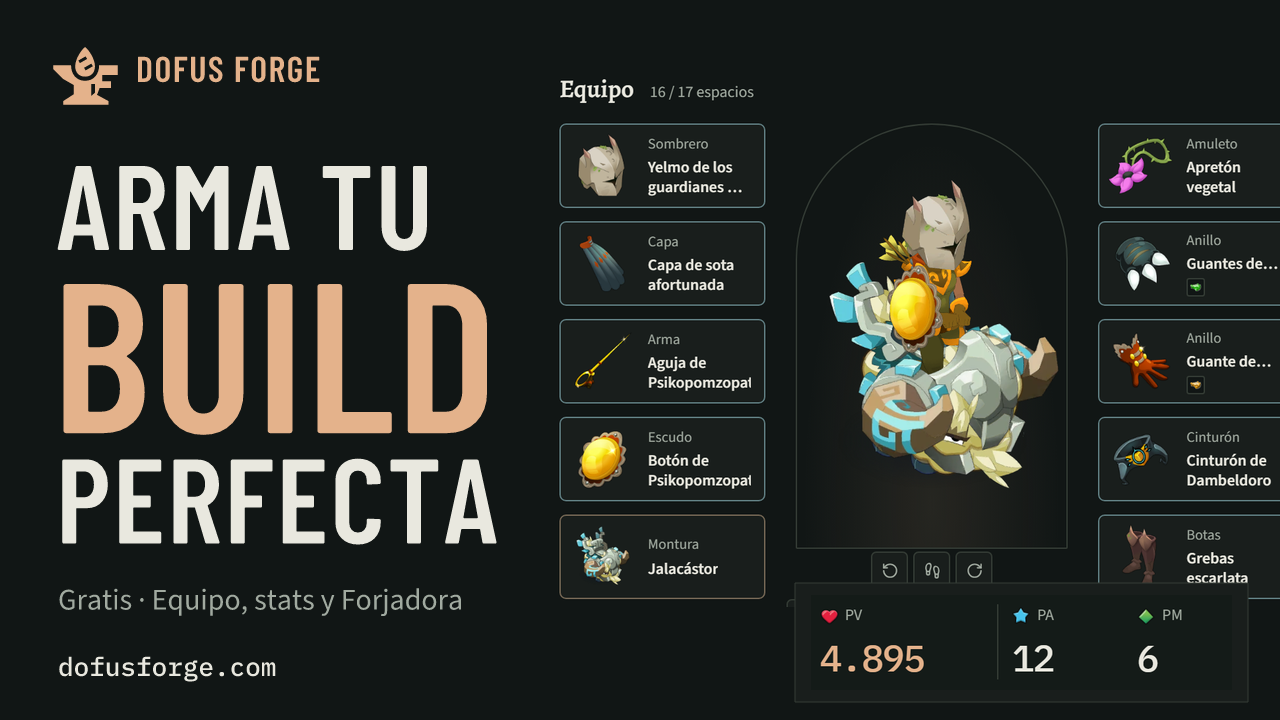 DOFUS FORGE
ARMA TU
BUILD
PERFECTA
Gratis · Equipo, stats y Forjadora
dofusforge.com
Equipo 16 / 17 espacios
Sombrero
Yelmo de los
guardianes ...
Capa
Capa de sota
afortunada
Arma
Aguja de
Psikopomzopat
Escudo
Botón de
Psikopomzopat
Montura
Jalacástor
Amuleto
Apretón
vegetal
Anillo
Guantes de...
Anillo
Guante de...
Cinturón
Cinturón de
Dambeldoro
Botas
Grebas
escarlata
PV
4.895
PA
12
PM
6